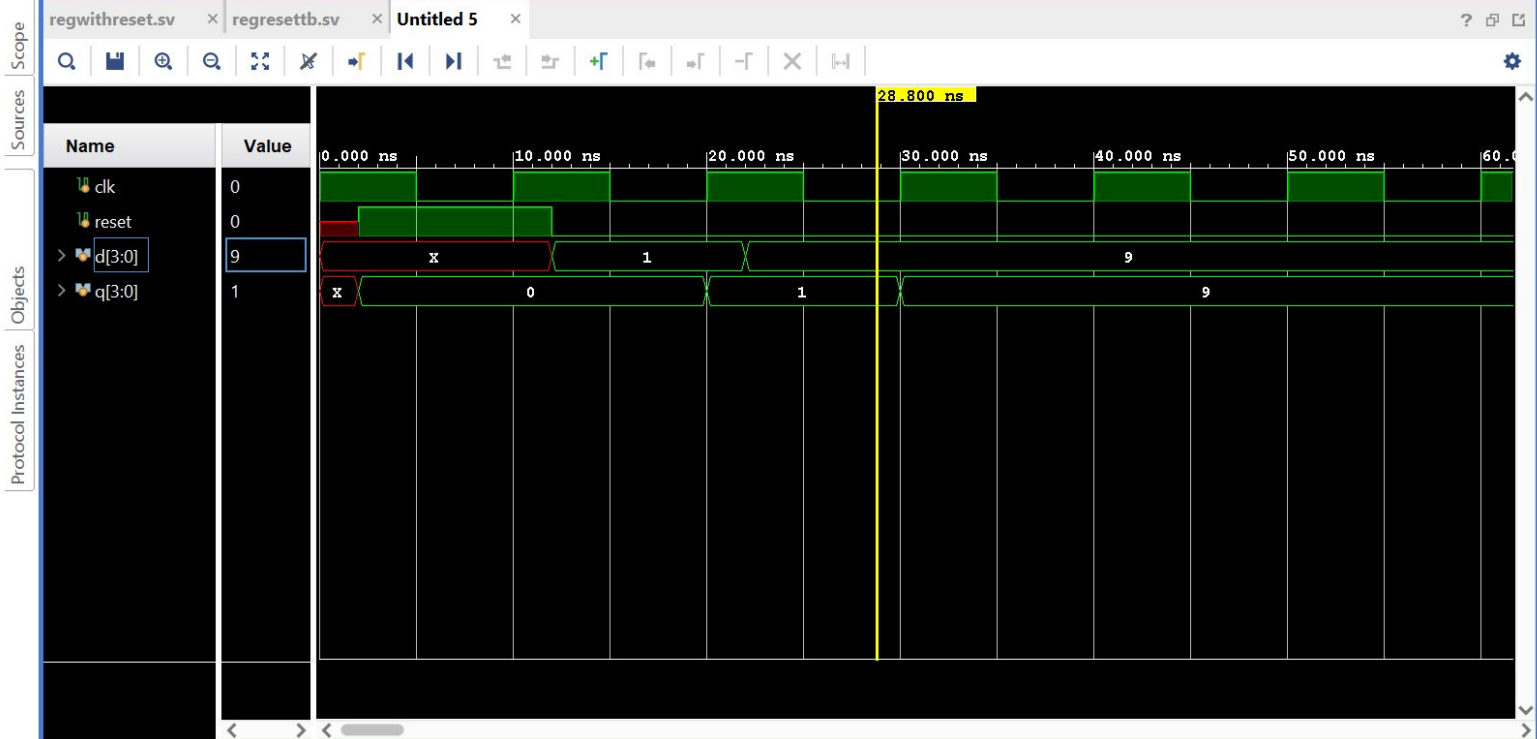 regwithreset.sv × regresettb.sv × Untitled 5 ×
?
Scope
Sources
Objects
Protocol Instances
28.800 ns
Name Value
0.000 ns 10.000 ns 20.000 ns 30.000 ns 40.000 ns 50.000 ns 60.0
clk 0
reset 0
d[3:0] 9 X 1 9
q[3:0] 1 X 0 1 9